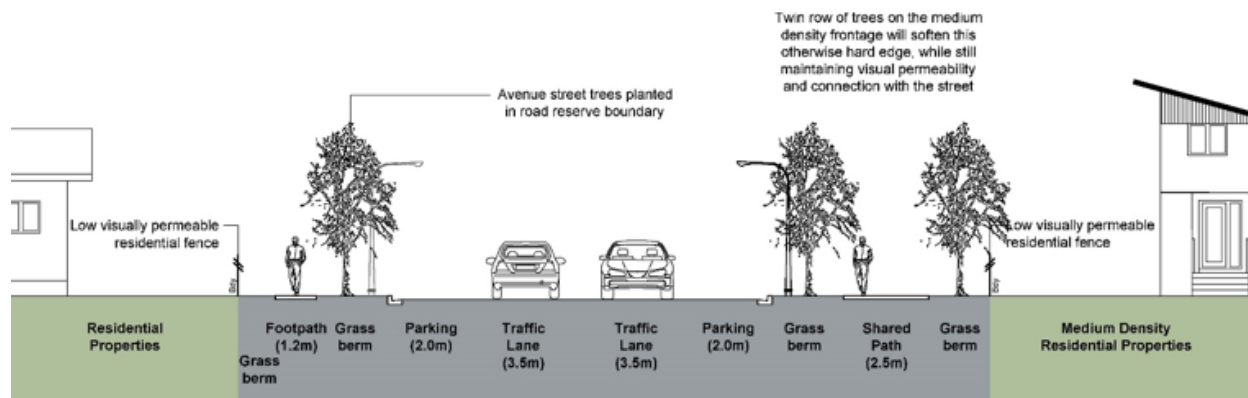 Twin row of trees on the medium
density frontage will soften this
otherwise hard edge, while still
maintaining visual permeability
and connection with the street
Avenue street trees planted
in road reserve boundary
Low visually permeable
residential fence
Low visually permeable
residential fence
Bdy
Bdy
Residential
Properties
Grass
berm
Footpath
(1.2m)
Grass
berm
Parking
(2.0m)
Traffic
Lane
(3.5m)
Traffic
Lane
(3.5m)
Parking
(2.0m)
Grass
berm
Shared
Path
(2.5m)
Grass
berm
Medium Density
Residential Properties